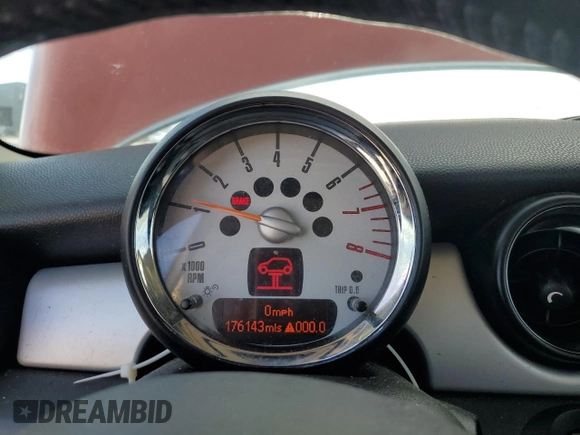 0 1 2 3 4 5 6 7 8
BRAKE
x 1000
RPM
TRIP 0.0
0mph
176143mls 000.0
DREAMBID